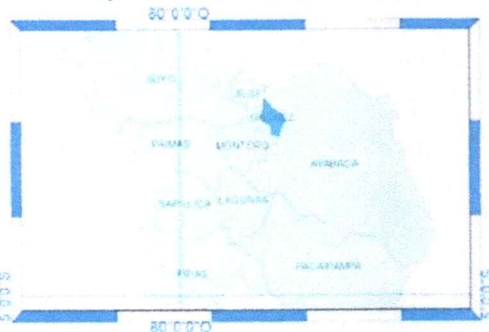 80°0'0"O
SUYO
PAIMAS
MONTERO
AYABACA
SAPILLICA
LAGUNAS
FRIAS
PACAIPAMPA
5°0'0"S
5°0'0"S
80°0'0"O